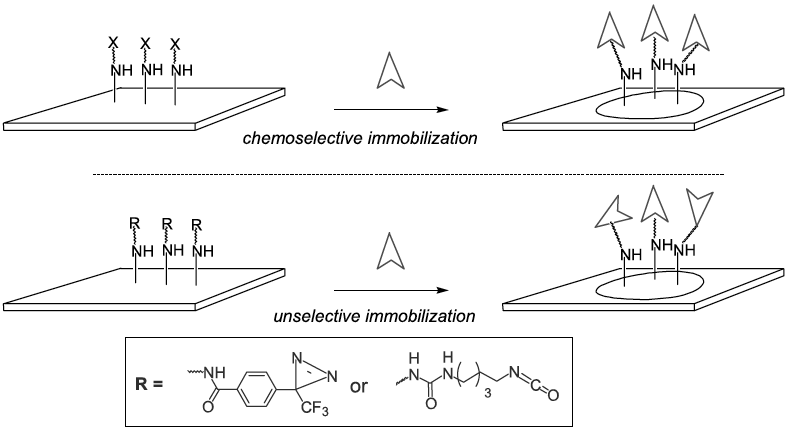 X X X
NH NH NH
NH NH NH
chemoselective immobilization
R R R
NH NH NH
NH NH NH
unselective immobilization
R = NH O N N CF3 or H N O H N 3 N C O